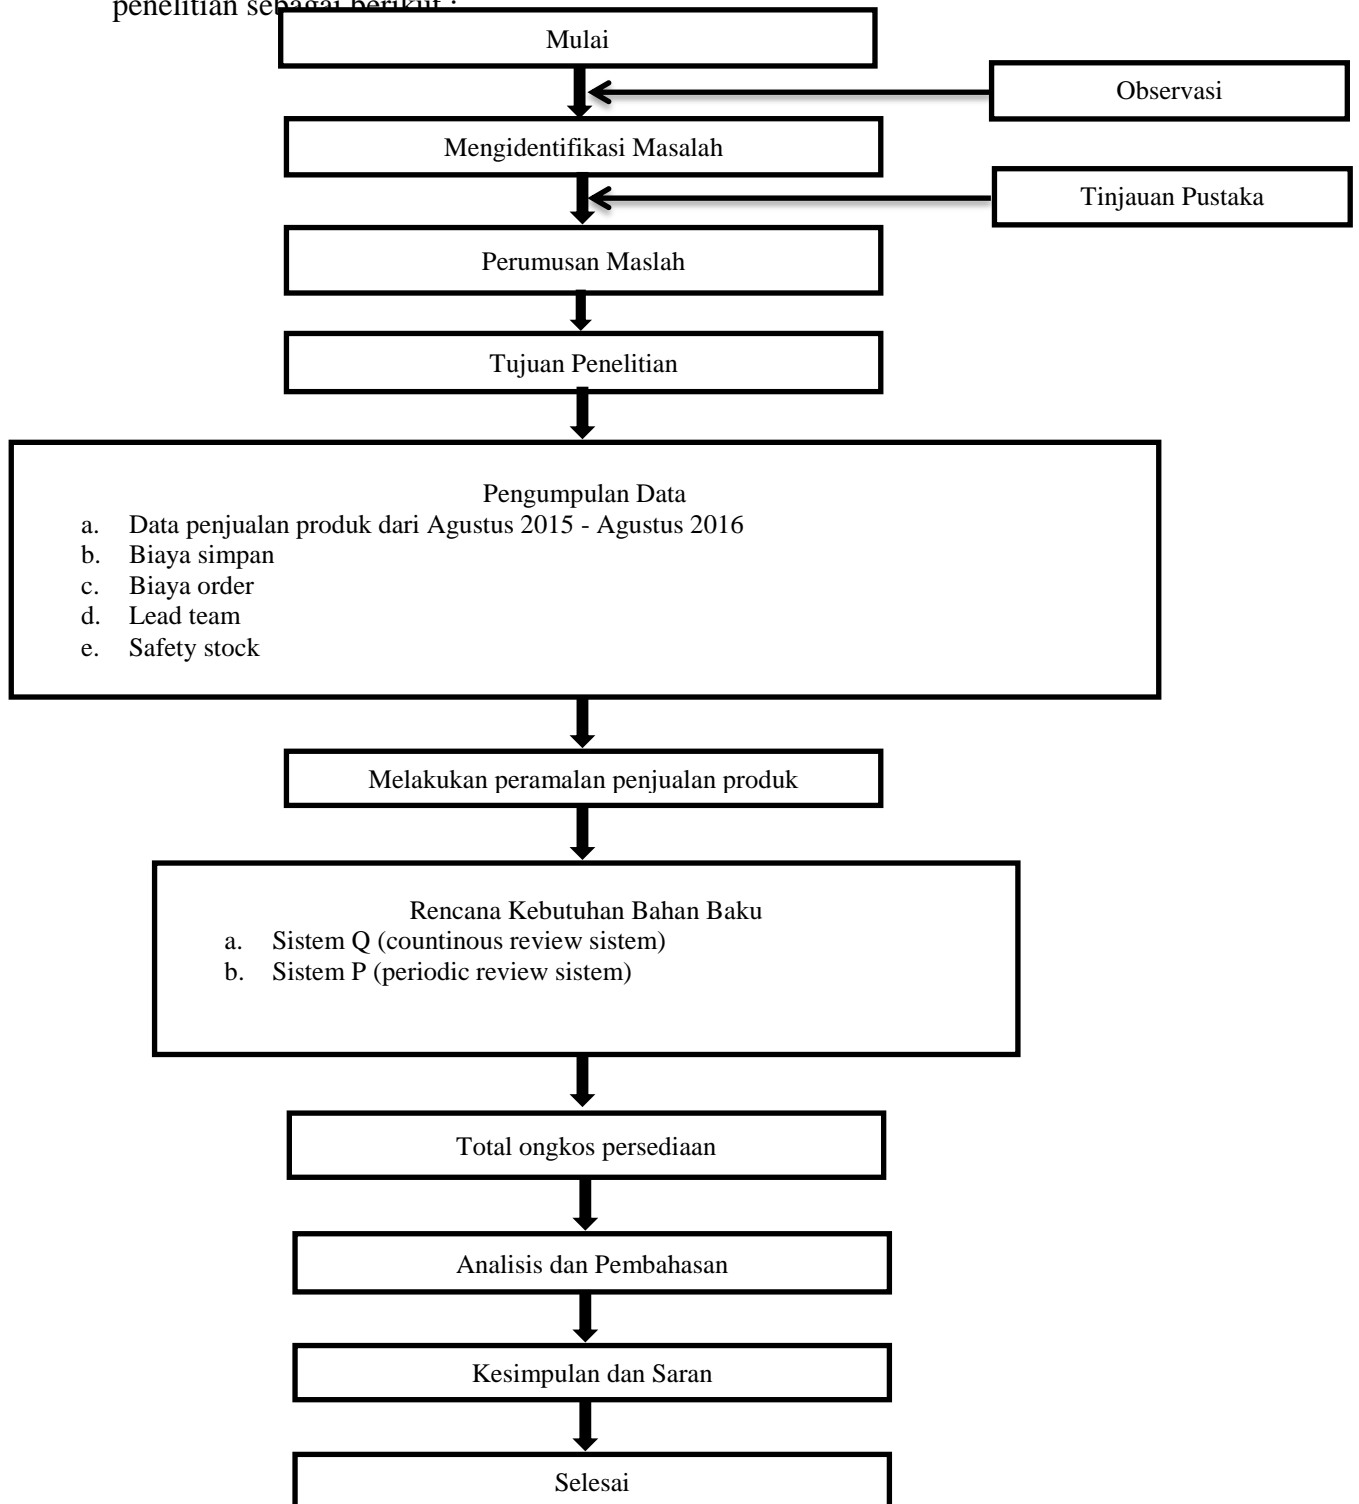 penelitian sebagai berikut :
Mulai
Observasi
Mengidentifikasi Masalah
Tinjauan Pustaka
Perumusan Maslah
Tujuan Penelitian
Pengumpulan Data
a. Data penjualan produk dari Agustus 2015 - Agustus 2016
b. Biaya simpan
c. Biaya order
d. Lead team
e. Safety stock
Melakukan peramalan penjualan produk
Rencana Kebutuhan Bahan Baku
a. Sistem Q (countinous review sistem)
b. Sistem P (periodic review sistem)
Total ongkos persediaan
Analisis dan Pembahasan
Kesimpulan dan Saran
Selesai